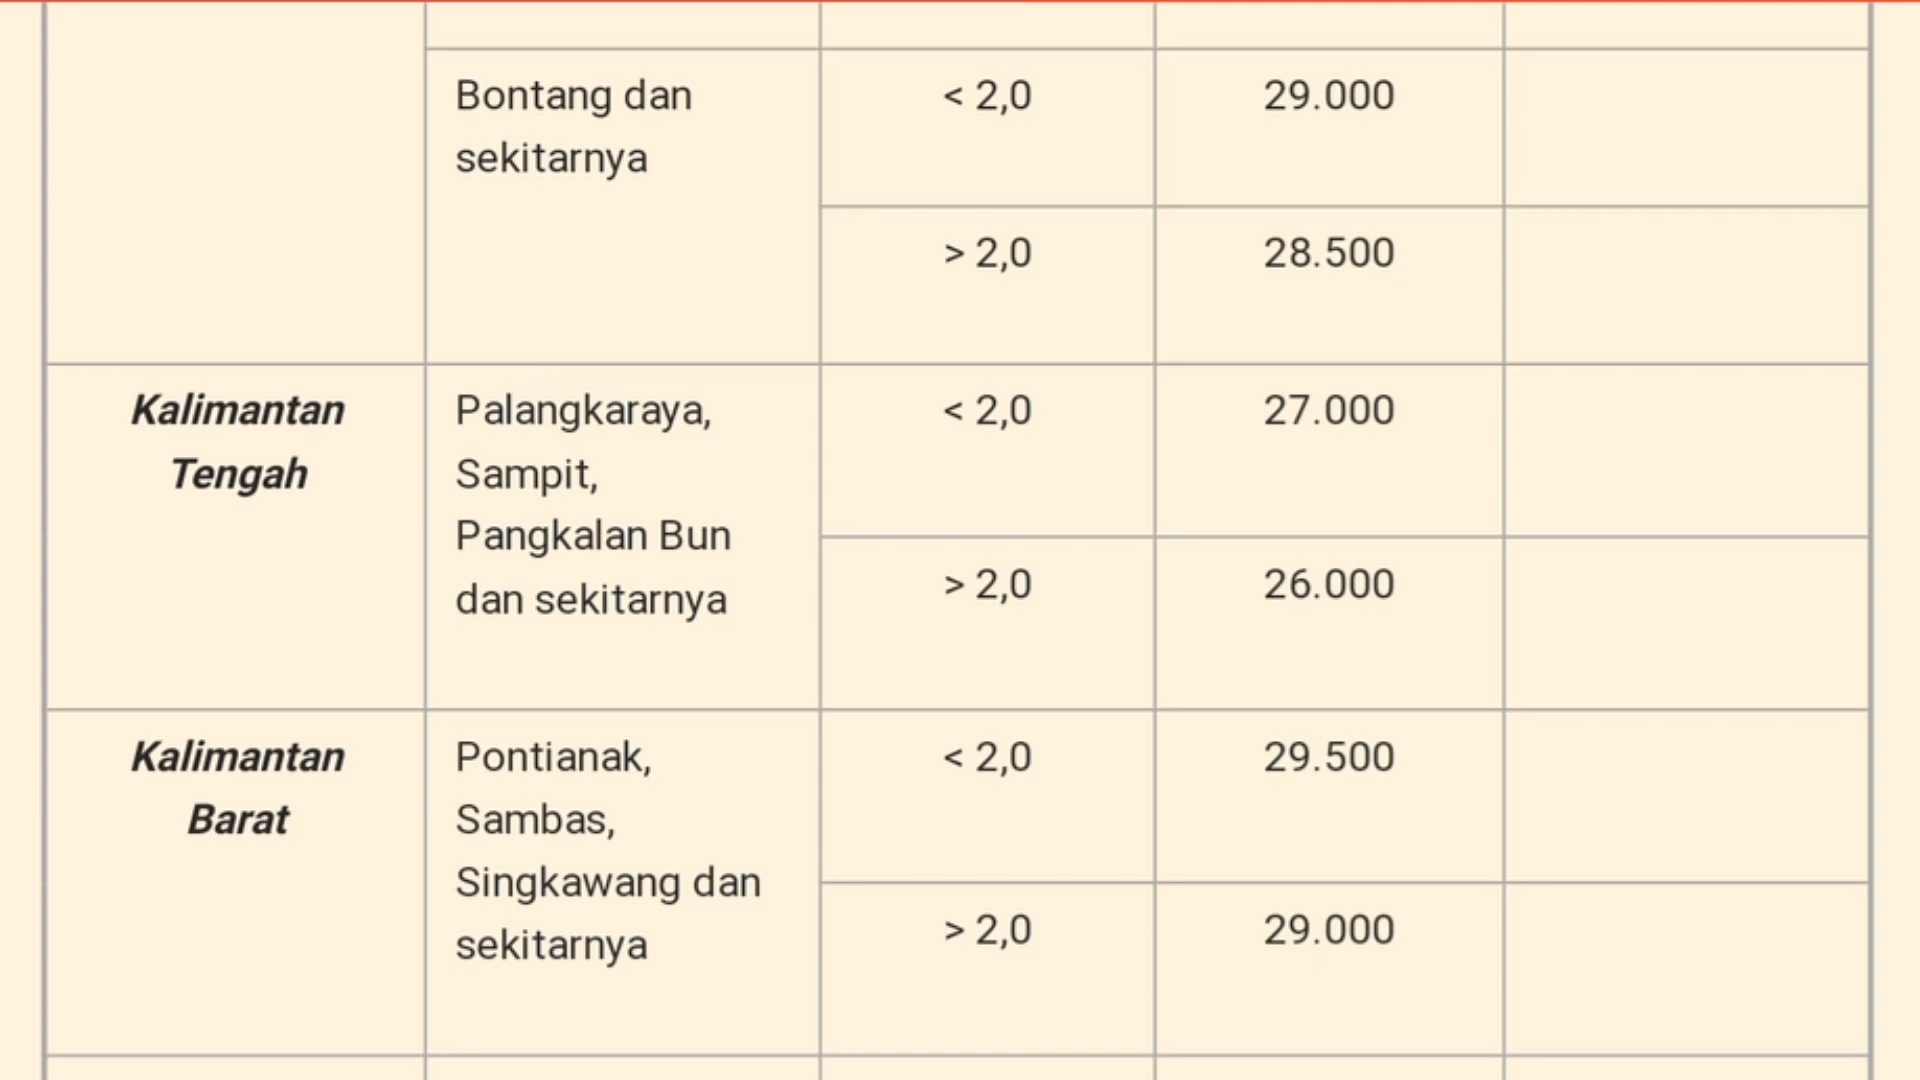 Bontang dan
sekitarnya
< 2,0
29.000
> 2,0
28.500
Kalimantan
Tengah
Palangkaraya,
Sampit,
Pangkalan Bun
dan sekitarnya
< 2,0
27.000
> 2,0
26.000
Kalimantan
Barat
Pontianak,
Sambas,
Singkawang dan
sekitarnya
< 2,0
29.500
> 2,0
29.000